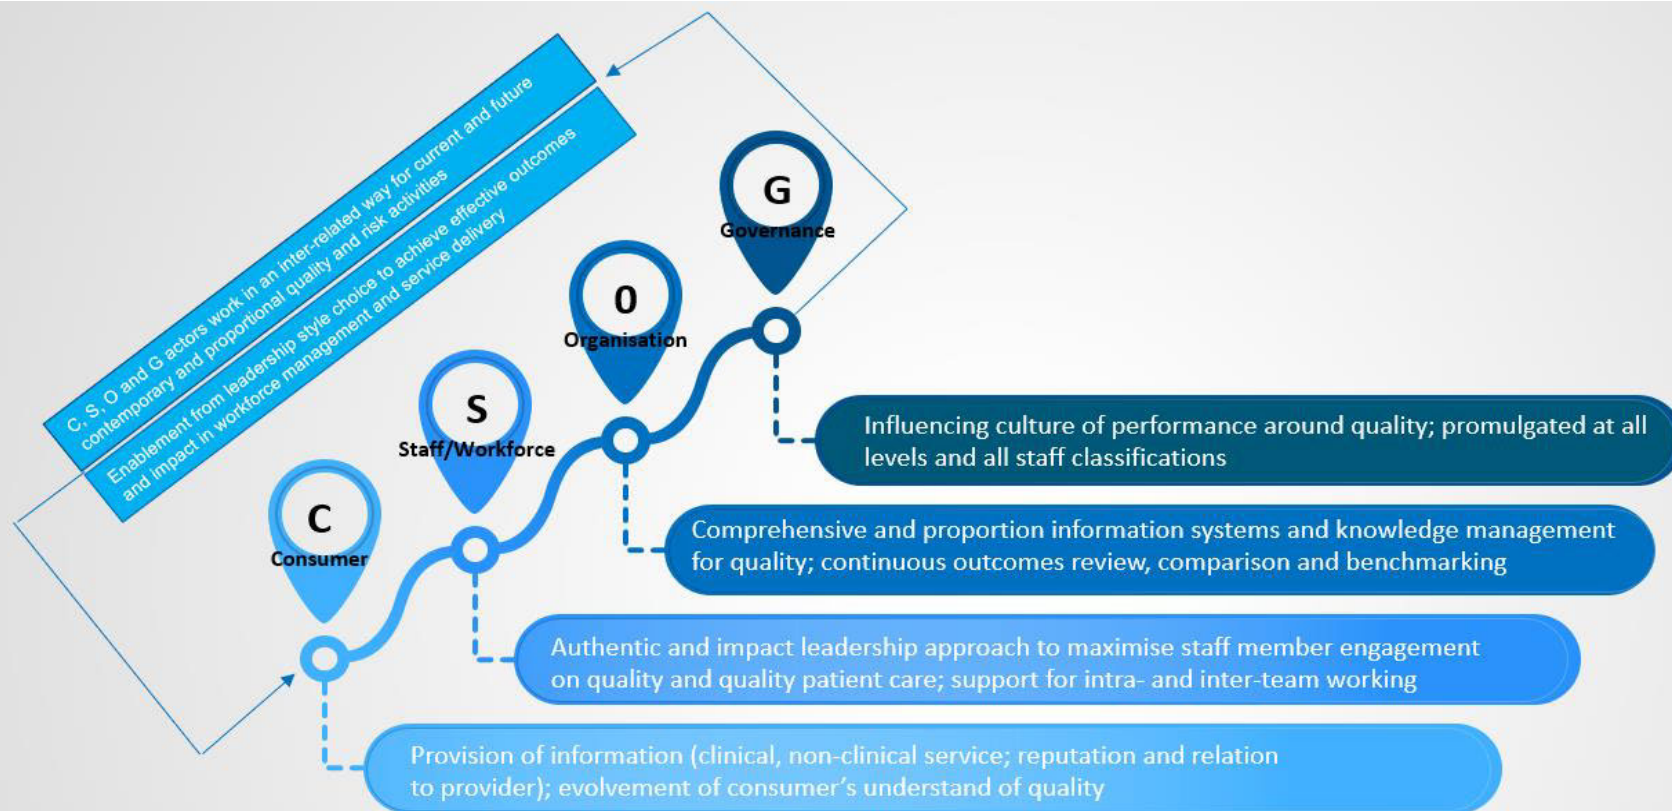 C, S, O and G actors work in an inter-related way for current and future
contemporary and proportional quality and risk activities
Enablement from leadership style choice to achieve effective outcomes
and impact in workforce management and service delivery
G
Governance
0
Organisation
S
Staff/Workforce
C
Consumer
Influencing culture of performance around quality; promulgated at all
levels and all staff classifications
Comprehensive and proportion information systems and knowledge management
for quality; continuous outcomes review, comparison and benchmarking
Authentic and impact leadership approach to maximise staff member engagement
on quality and quality patient care; support for intra- and inter-team working
Provision of information (clinical, non-clinical service; reputation and relation
to provider); evolvement of consumer’s understand of quality